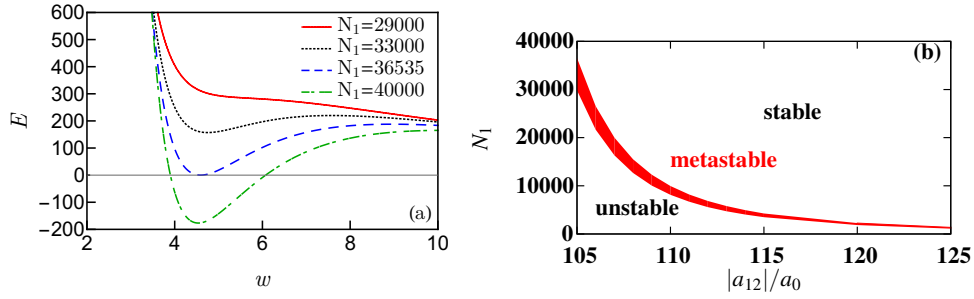 600
500
400
300
200
100
0
-100
-200
E
2
4
6
8
10
w
N₁=29000
N₁=33000
N₁=36535
N₁=40000
(a)
40000
30000
20000
10000
0
N₁
105
110
115
120
125
|a₁₂|/a₀
(b)
stable
metastable
unstable